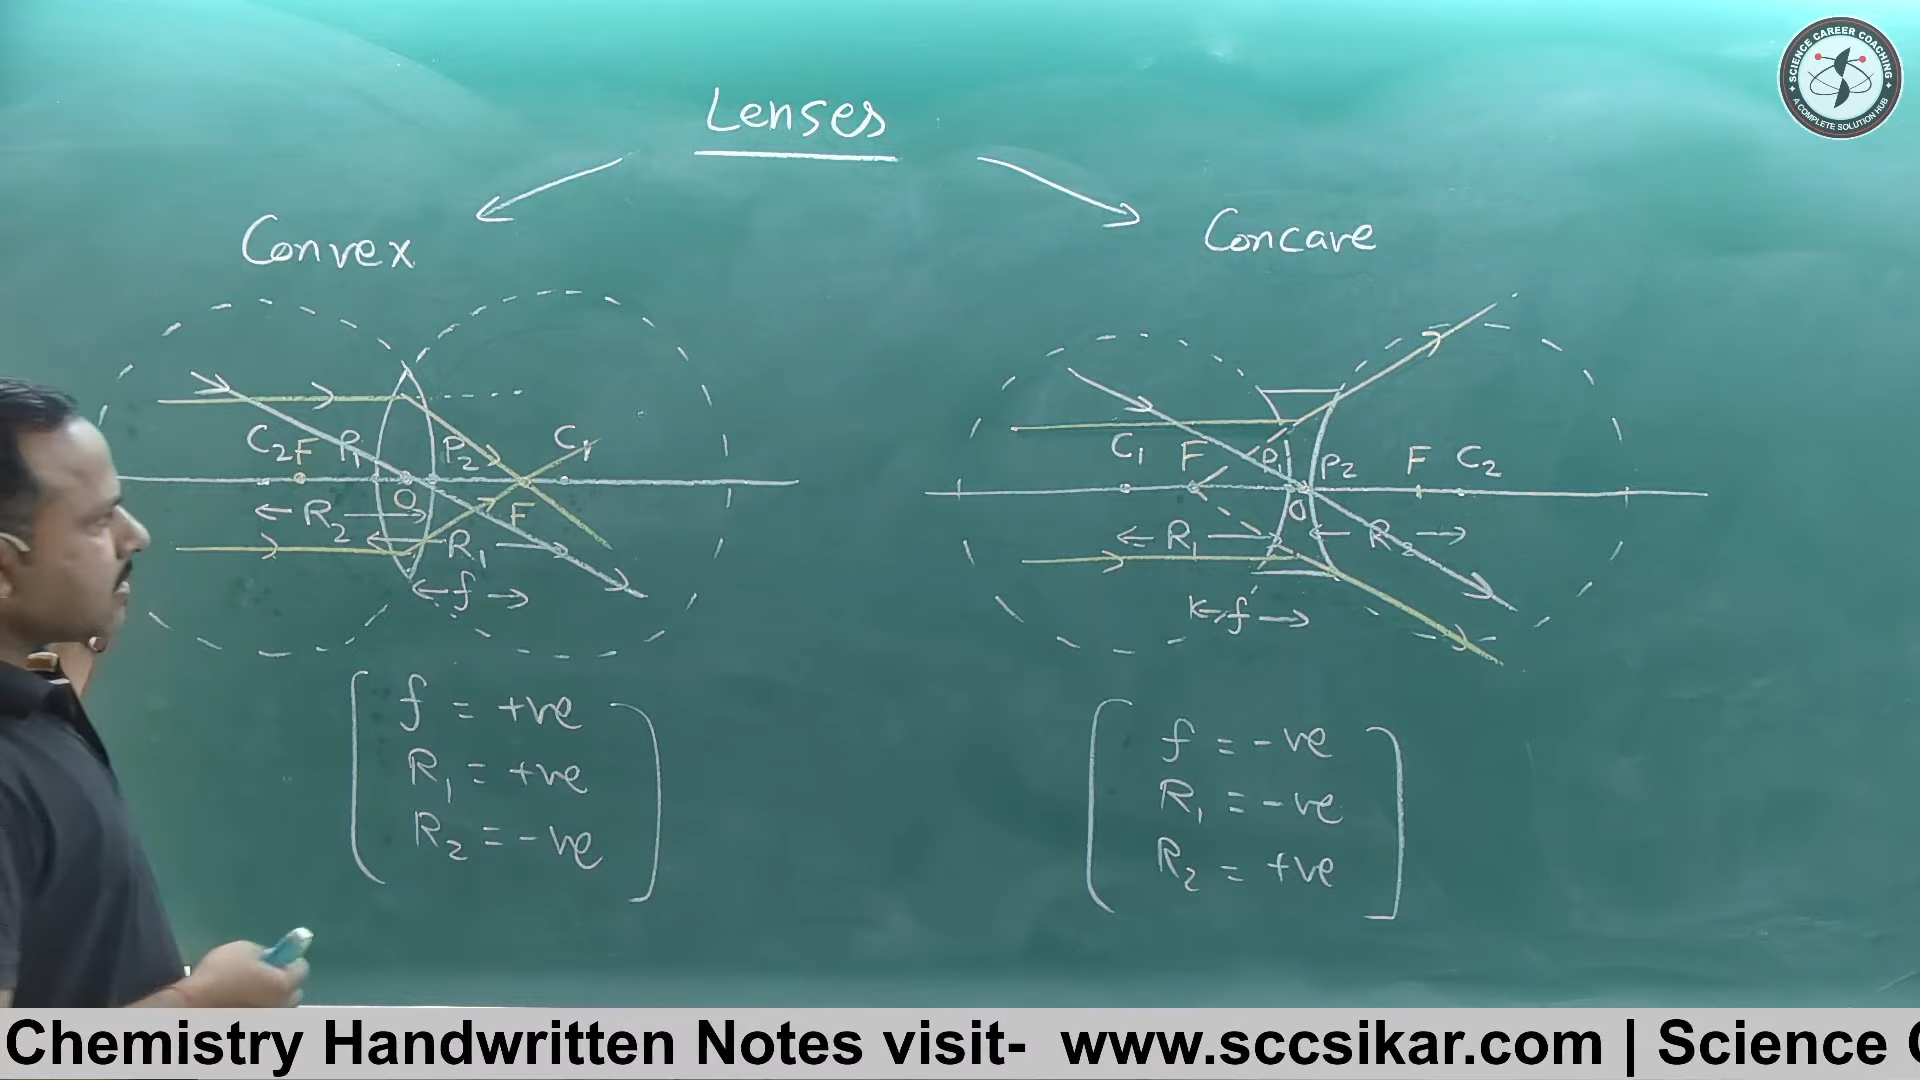 Lenses
Convex
Concave
C2 F P1 P2 C1
O
F
← R2 →
← R1 →
← f →
C1 F P1 P2 F C2
O
← R1 →
← R2 →
← f →
f = +ve
R1 = +ve
R2 = -ve
f = -ve
R1 = -ve
R2 = +ve
SCIENCE CAREER COACHING
A COMPLETE SOLUTION HUB
Chemistry Handwritten Notes visit- www.sccsikar.com | Science